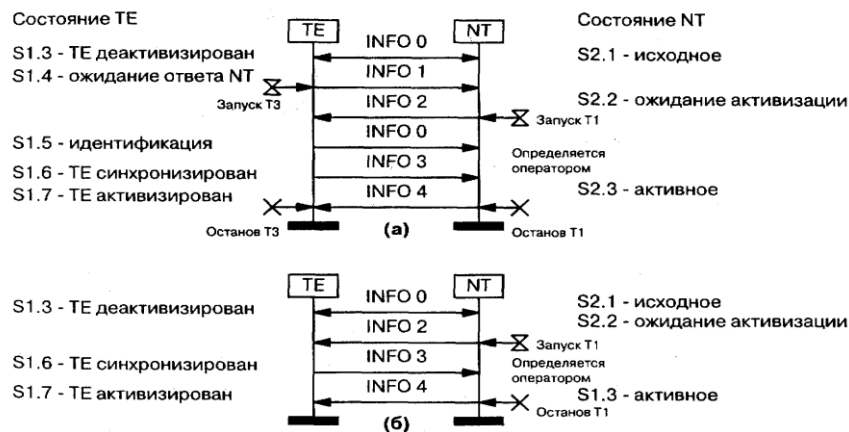 Состояние TE
TE
NT
Состояние NT
INFO 0
S1.3 - TE деактивизирован
S2.1 - исходное
INFO 1
S1.4 - ожидание ответа NT
Запуск T3
INFO 2
S2.2 - ожидание активизации
Запуск T1
INFO 0
S1.5 - идентификация
Определяется
оператором
INFO 3
S1.6 - TE синхронизирован
INFO 4
S1.7 - TE активизирован
S2.3 - активное
Останов T3
(а)
Останов T1
TE
NT
INFO 0
S1.3 - TE деактивизирован
S2.1 - исходное
S2.2 - ожидание активизации
INFO 2
Запуск T1
INFO 3
S1.6 - TE синхронизирован
Определяется
оператором
INFO 4
S1.7 - TE активизирован
S1.3 - активное
Останов T1
(б)